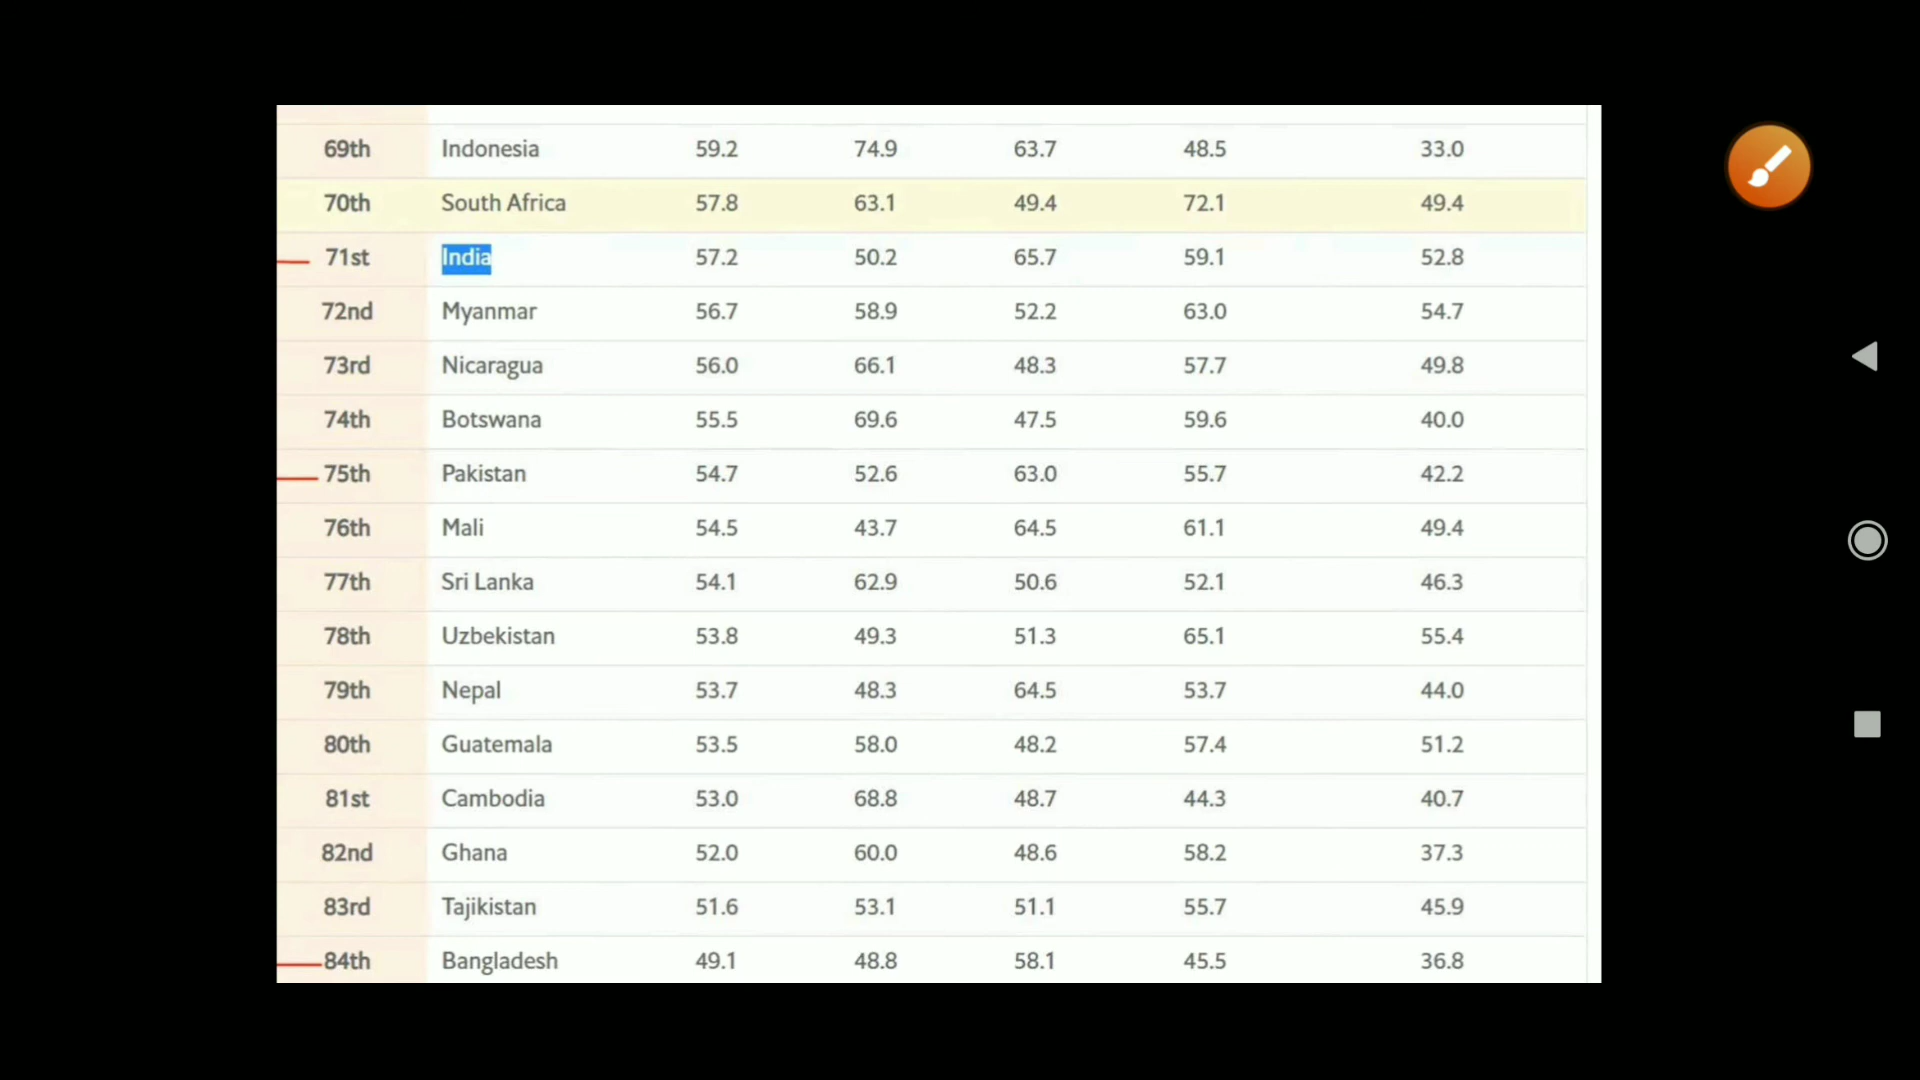 69th Indonesia 59.2 74.9 63.7 48.5 33.0
70th South Africa 57.8 63.1 49.4 72.1 49.4
71st India 57.2 50.2 65.7 59.1 52.8
72nd Myanmar 56.7 58.9 52.2 63.0 54.7
73rd Nicaragua 56.0 66.1 48.3 57.7 49.8
74th Botswana 55.5 69.6 47.5 59.6 40.0
75th Pakistan 54.7 52.6 63.0 55.7 42.2
76th Mali 54.5 43.7 64.5 61.1 49.4
77th Sri Lanka 54.1 62.9 50.6 52.1 46.3
78th Uzbekistan 53.8 49.3 51.3 65.1 55.4
79th Nepal 53.7 48.3 64.5 53.7 44.0
80th Guatemala 53.5 58.0 48.2 57.4 51.2
81st Cambodia 53.0 68.8 48.7 44.3 40.7
82nd Ghana 52.0 60.0 48.6 58.2 37.3
83rd Tajikistan 51.6 53.1 51.1 55.7 45.9
84th Bangladesh 49.1 48.8 58.1 45.5 36.8